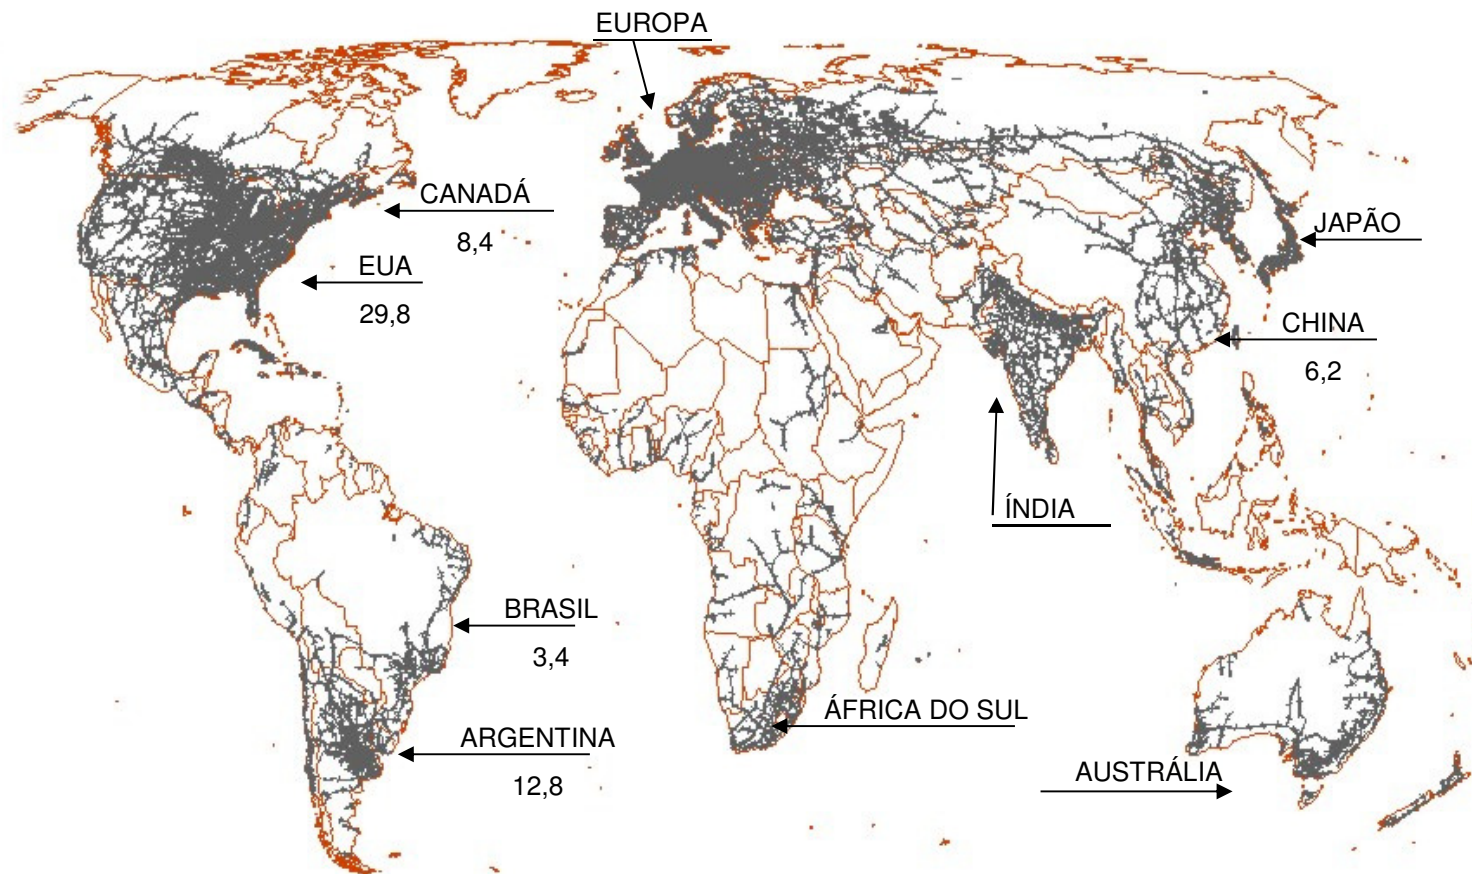 EUROPA
CANADÁ
8,4
JAPÃO
EUA
29,8
CHINA
6,2
ÍNDIA
BRASIL
3,4
ÁFRICA DO SUL
ARGENTINA
12,8
AUSTRÁLIA